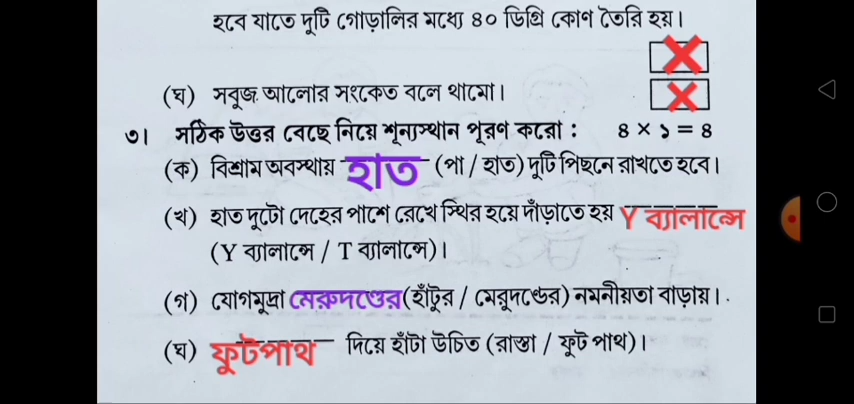 হবে যাতে দুটি গোড়ালির মধ্যে ৪০ ডিগ্রি কোণ তৈরি হয়।
(ঘ) সবুজ আলোর সংকেত বলে থামো।
৩। সঠিক উত্তর বেছে নিয়ে শূন্যস্থান পূরণ করো : ৪ × ১ = ৪
(ক) বিশ্রাম অবস্থায় হাত (পা / হাত) দুটি পিছনে রাখতে হবে।
(খ) হাত দুটো দেহের পাশে রেখে স্থির হয়ে দাঁড়াতে হয় Y ব্যালান্সে
(Y ব্যালান্সে / T ব্যালান্সে)।
(গ) যোগমুদ্রা মেরুদণ্ডের (হাঁটুর / মেরুদণ্ডের) নমনীয়তা বাড়ায়।
(ঘ) ফুটপাথ দিয়ে হাঁটা উচিত (রাস্তা / ফুট পাথ)।